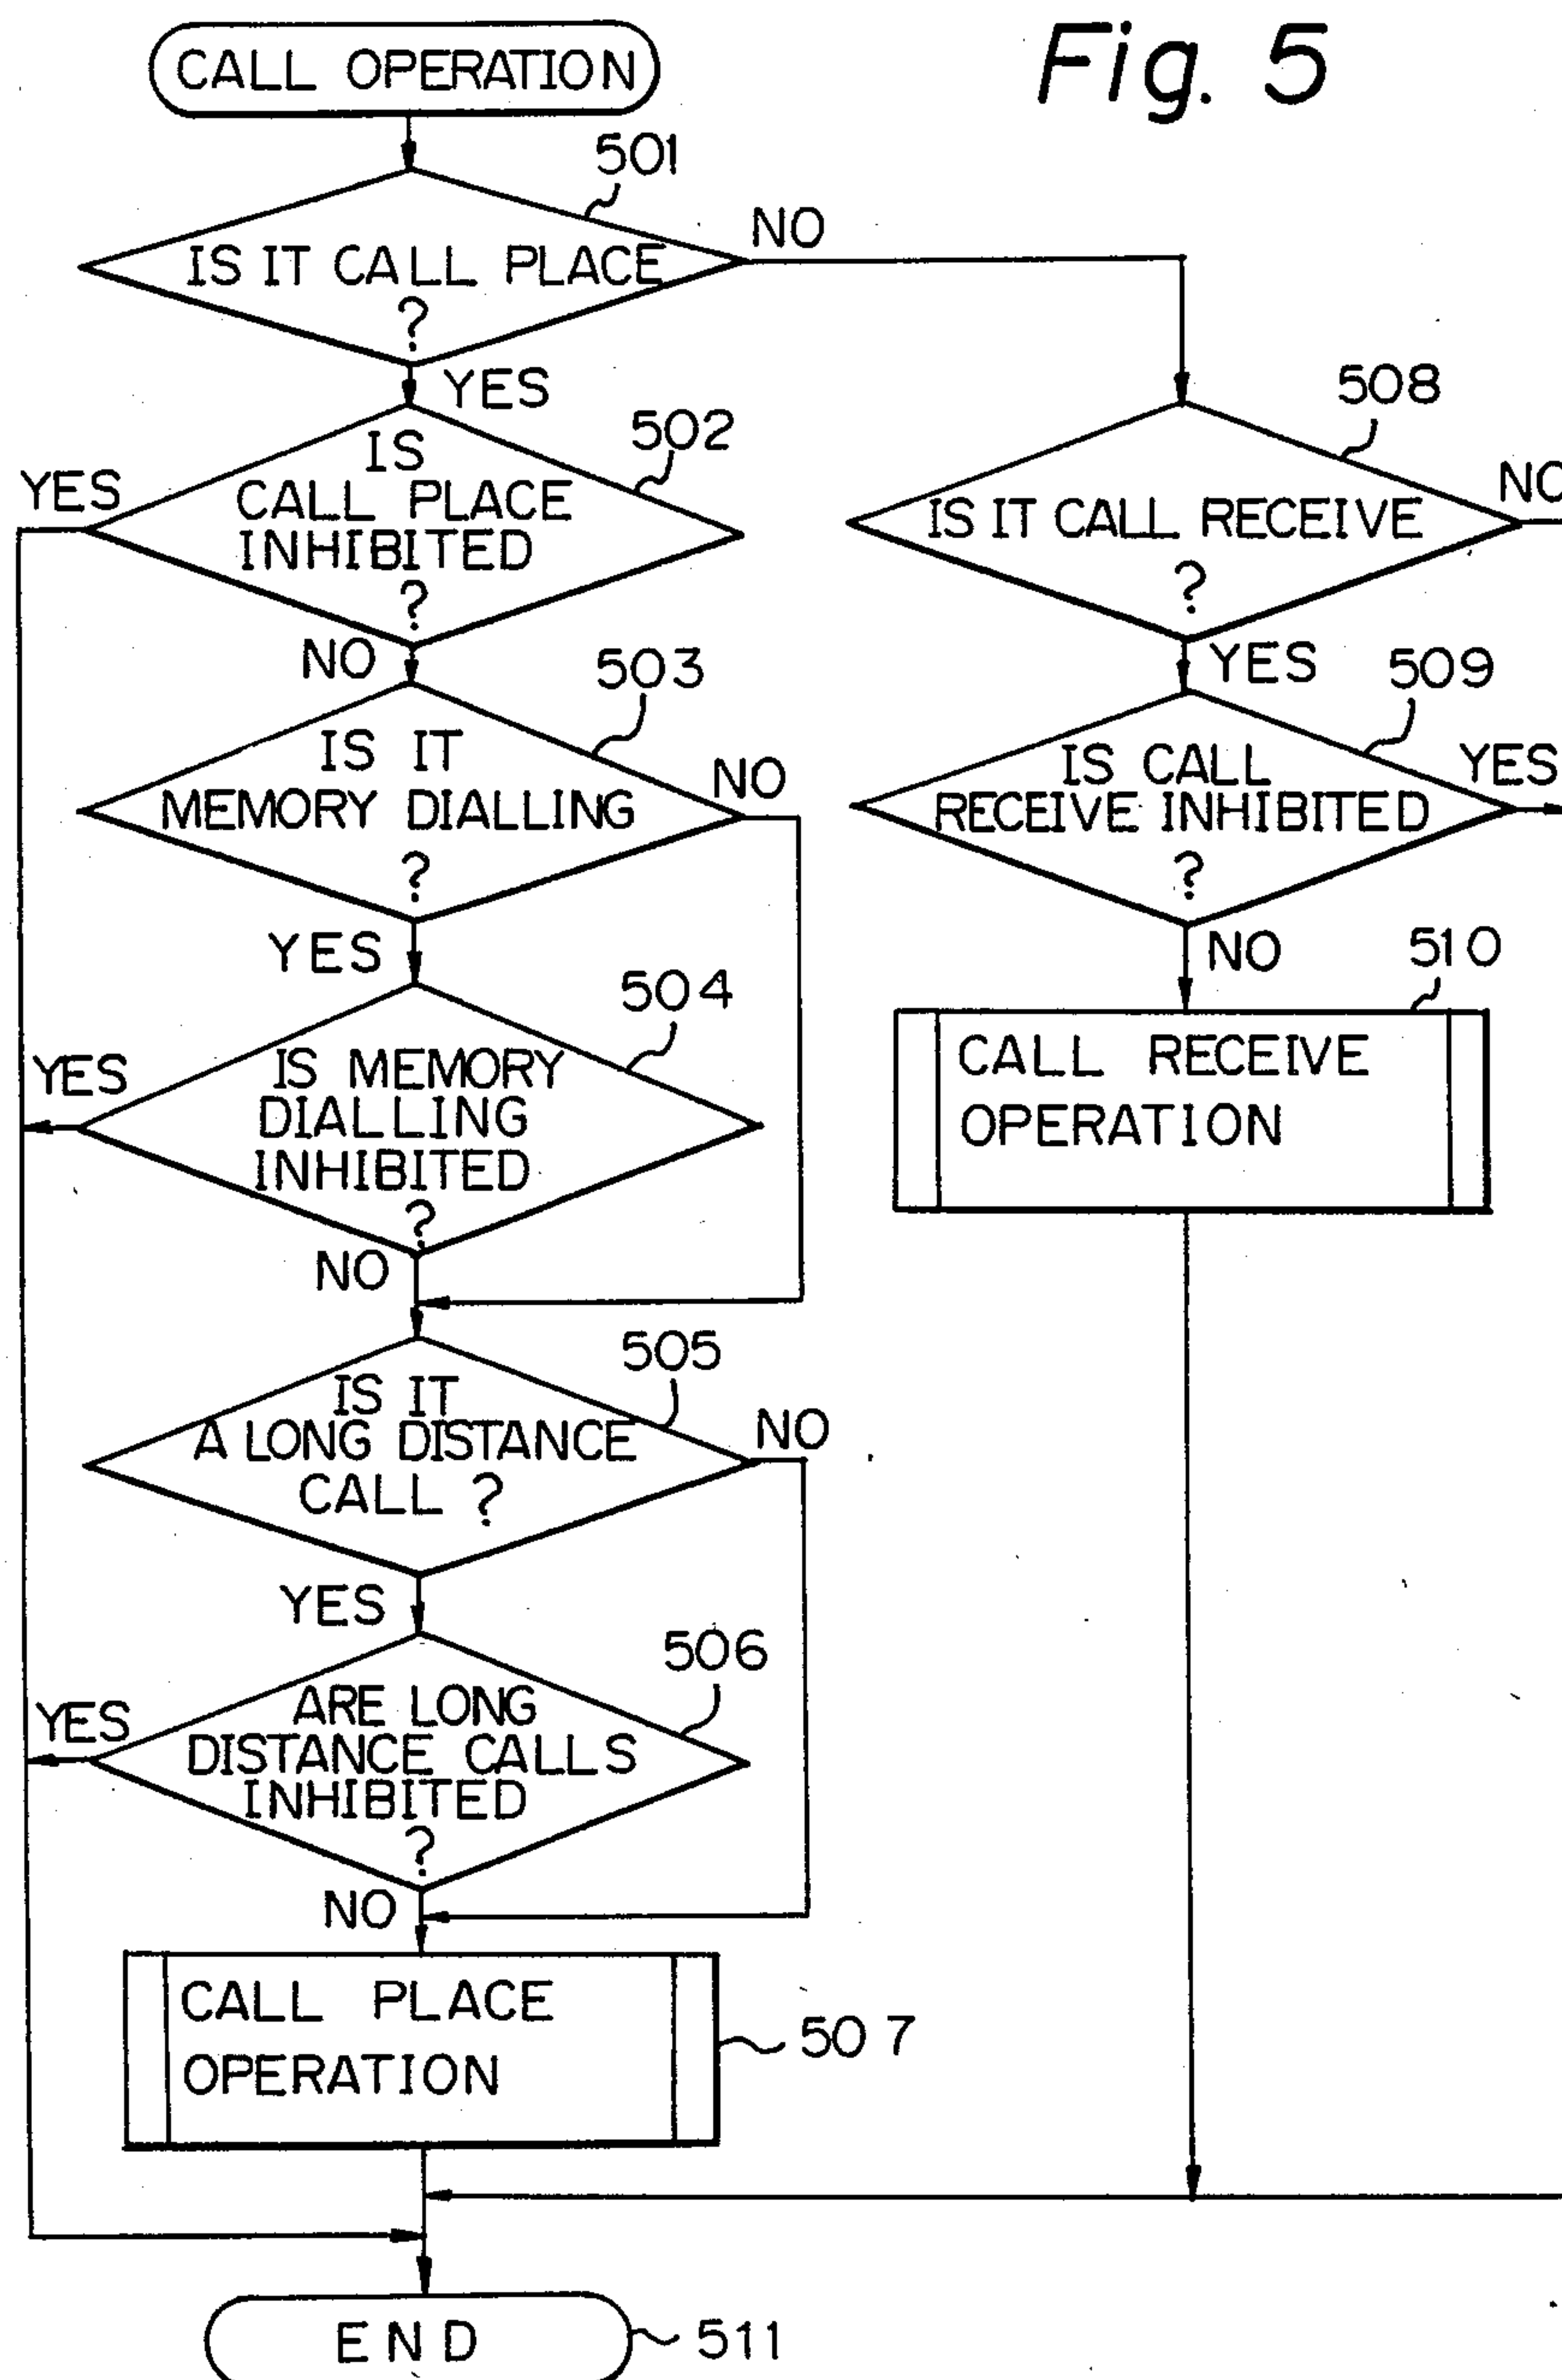 Fig. 5
CALL OPERATION
501
IS IT CALL PLACE
?
NO
YES
502
IS
CALL PLACE
INHIBITED
?
YES
NO
503
IS IT
MEMORY DIALLING
?
NO
YES
504
IS MEMORY
DIALLING
INHIBITED
?
YES
NO
505
IS IT
A LONG DISTANCE
CALL ?
NO
YES
506
ARE LONG
DISTANCE CALLS
INHIBITED
?
YES
NO
CALL PLACE
OPERATION
507
508
IS IT CALL RECEIVE
?
NO
YES
509
IS CALL
RECEIVE INHIBITED
?
YES
NO
510
CALL RECEIVE
OPERATION
END
511